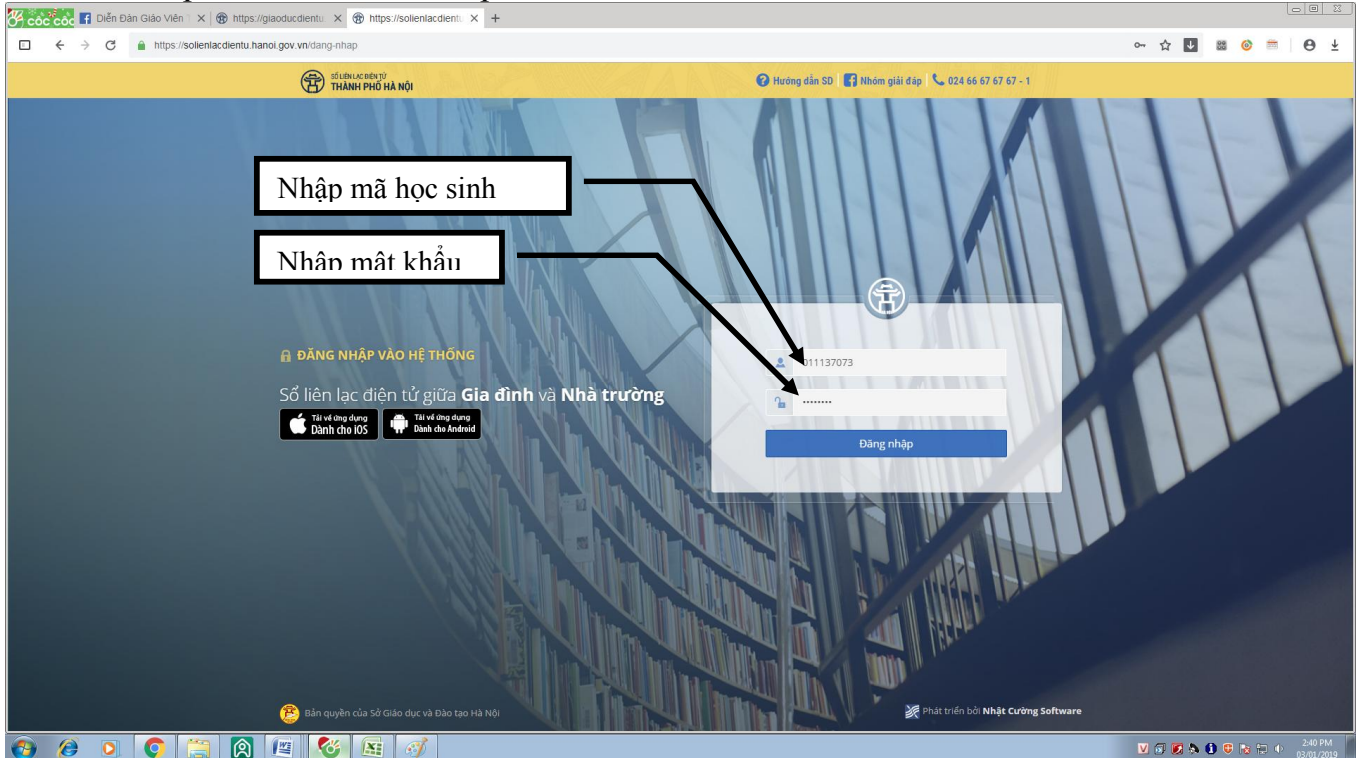 cốc cốc
Diễn Đàn Giáo Viên T
https://giaoducdientu
https://solienlacdientu
https://solienlacdientu.hanoi.gov.vn/dang-nhap
SỔ LIÊN LẠC ĐIỆN TỬ
THÀNH PHỐ HÀ NỘI
Hướng dẫn SD
Nhóm giải đáp
024 66 67 67 67 - 1
Nhập mã học sinh
Nhập mật khẩu
ĐĂNG NHẬP VÀO HỆ THỐNG
Sổ liên lạc điện tử giữa Gia đình và Nhà trường
Tải về ứng dụng
Dành cho iOS
Tải về ứng dụng
Dành cho Android
011137073
••••••••
Đăng nhập
Bản quyền của Sở Giáo dục và Đào tạo Hà Nội
Phát triển bởi Nhật Cường Software
2:40 PM
03/01/2019